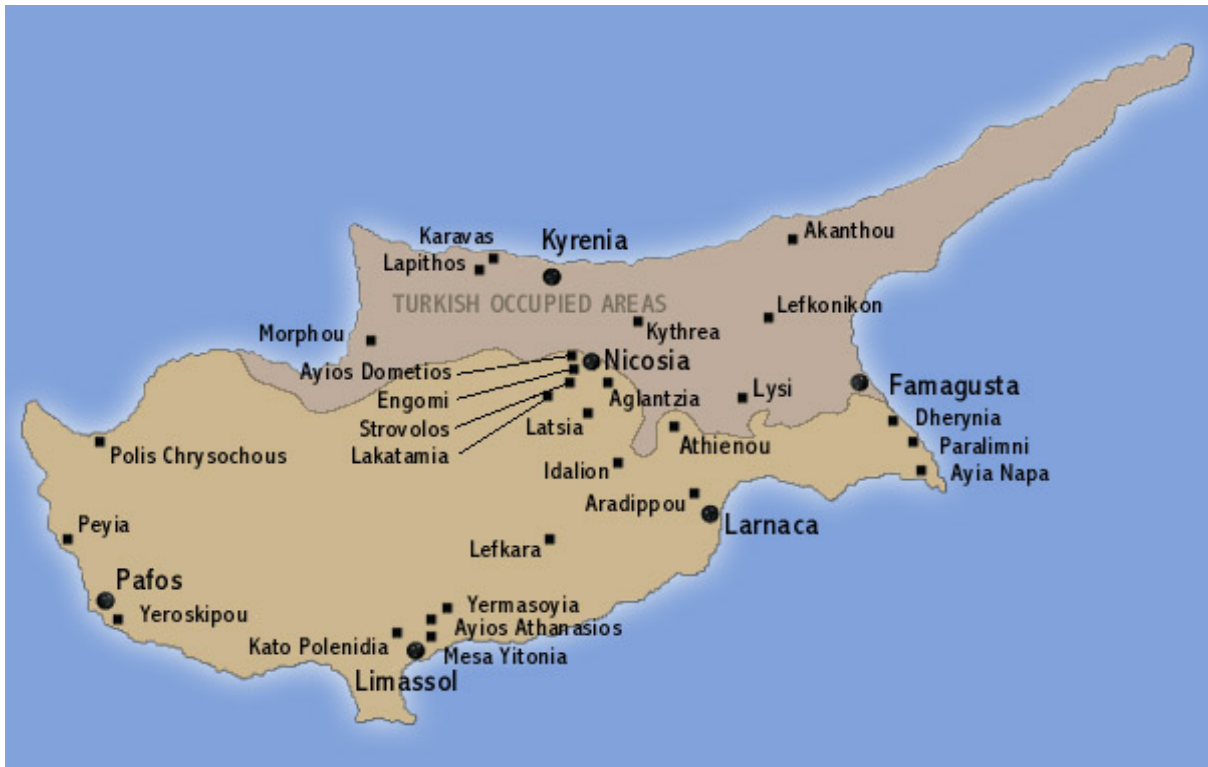 Akanthou
Karavas
Kyrenia
Lapithos
TURKISH OCCUPIED AREAS
Lefkonikon
Morphou
Kythrea
Nicosia
Ayios Dometios
Famagusta
Lysi
Engomi
Aglantzia
Dherynia
Strovolos
Latsia
Athienou
Paralimni
Polis Chrysochous
Lakatamia
Idalion
Ayia Napa
Aradippou
Peyia
Larnaca
Lefkara
Pafos
Yermasoyia
Yeroskipou
Ayios Athanasios
Kato Polenidia
Mesa Yitonia
Limassol